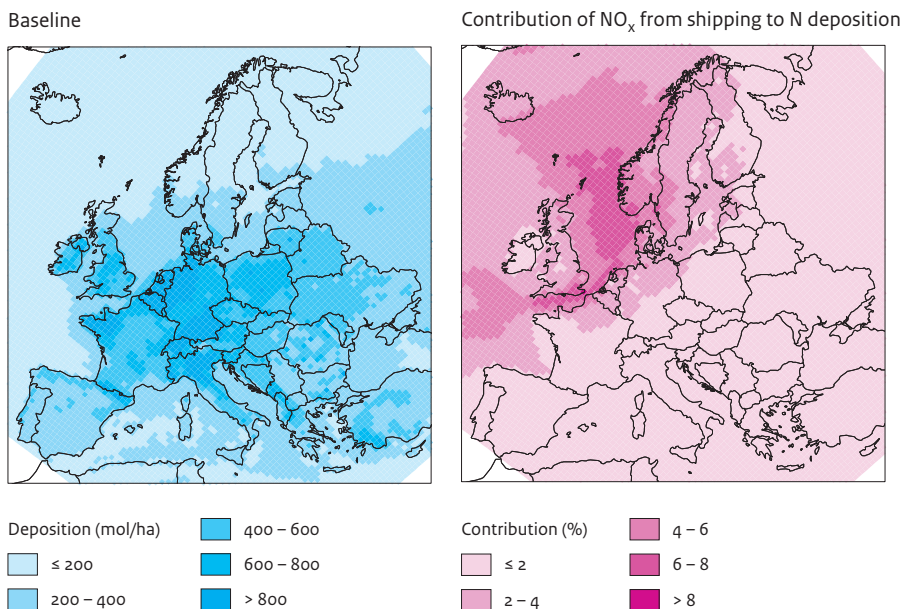 Baseline
Contribution of NOx from shipping to N deposition
Deposition (mol/ha)
≤ 200
200 – 400
400 – 600
600 – 800
> 800
Contribution (%)
≤ 2
2 – 4
4 – 6
6 – 8
> 8